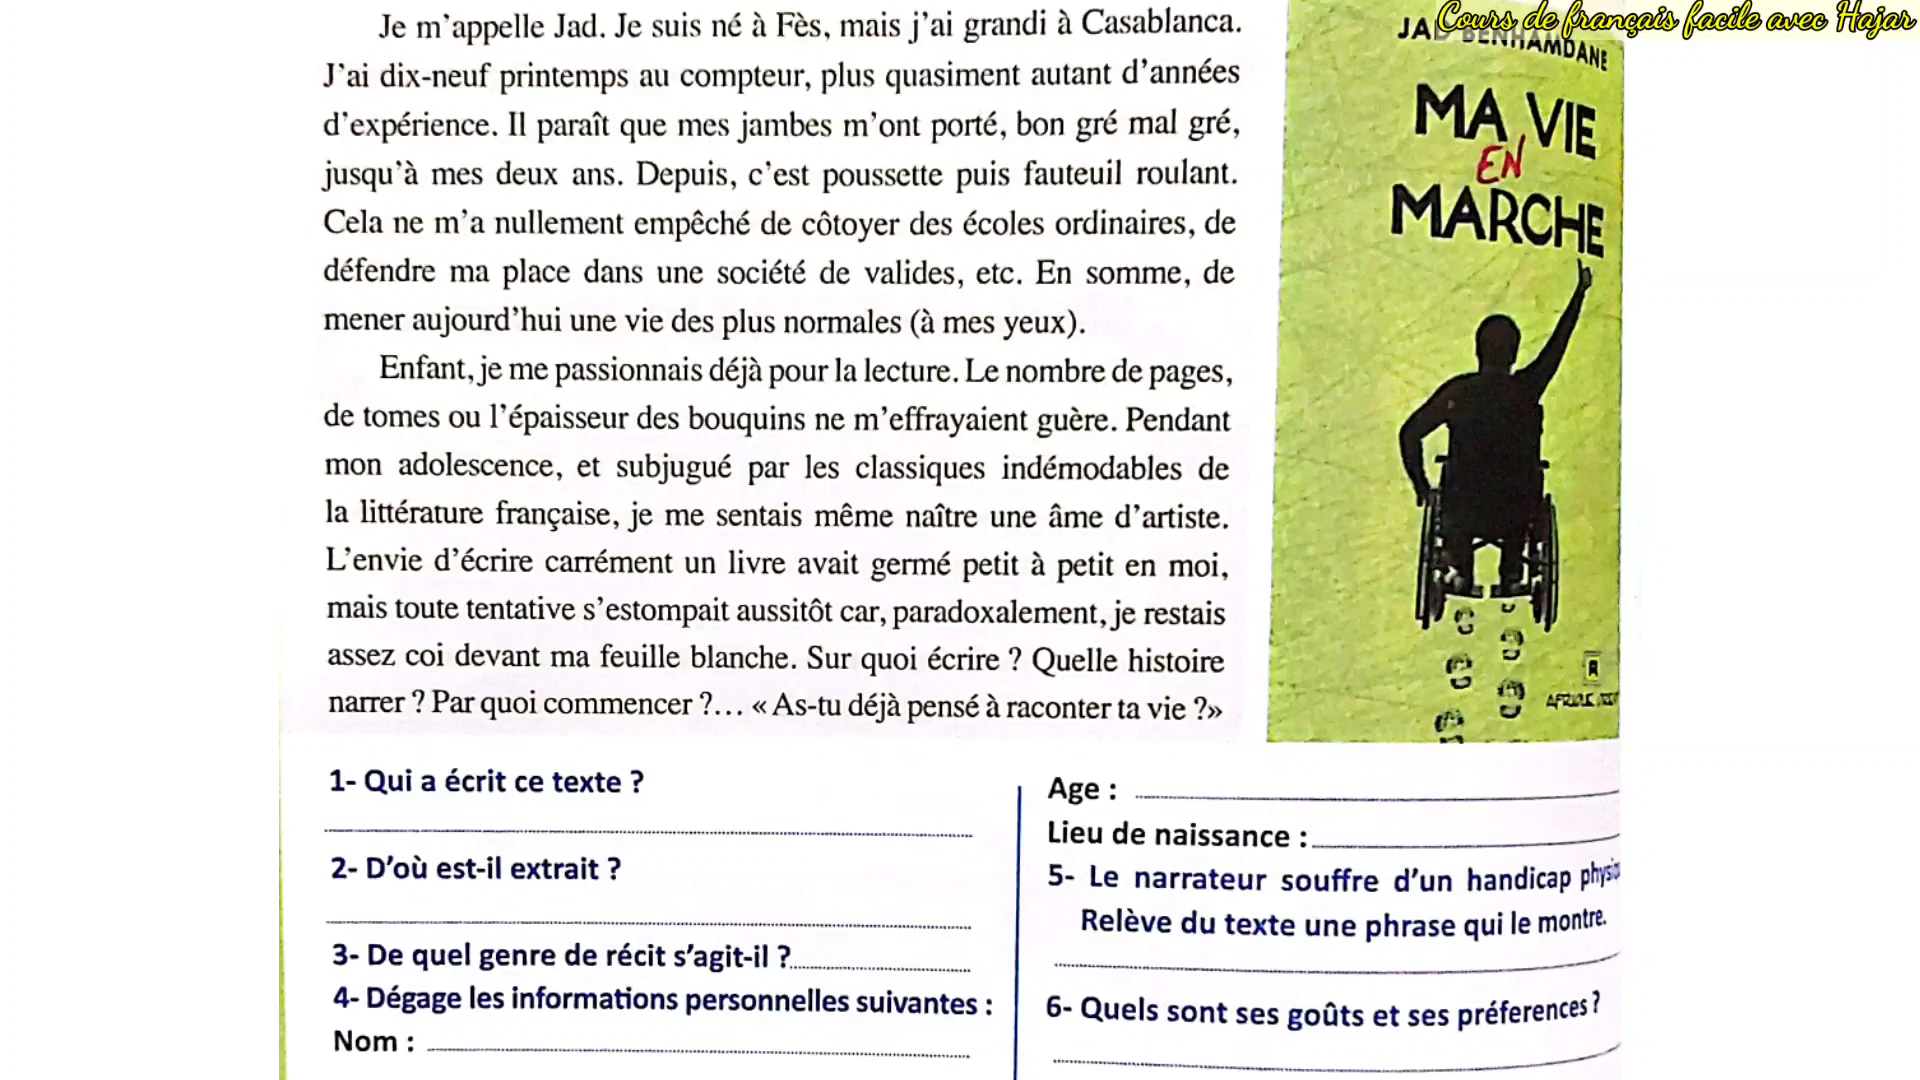 Cours de français facile avec Hajar
Je m'appelle Jad. Je suis né à Fès, mais j'ai grandi à Casablanca.
J'ai dix-neuf printemps au compteur, plus quasiment autant d'années
d'expérience. Il paraît que mes jambes m'ont porté, bon gré mal gré,
jusqu'à mes deux ans. Depuis, c'est poussette puis fauteuil roulant.
Cela ne m'a nullement empêché de côtoyer des écoles ordinaires, de
défendre ma place dans une société de valides, etc. En somme, de
mener aujourd'hui une vie des plus normales (à mes yeux).
Enfant, je me passionnais déjà pour la lecture. Le nombre de pages,
de tomes ou l'épaisseur des bouquins ne m'effrayaient guère. Pendant
mon adolescence, et subjugué par les classiques indémodables de
la littérature française, je me sentais même naître une âme d'artiste.
L'envie d'écrire carrément un livre avait germé petit à petit en moi,
mais toute tentative s'estompait aussitôt car, paradoxalement, je restais
assez coi devant ma feuille blanche. Sur quoi écrire ? Quelle histoire
narrer ? Par quoi commencer ?... « As-tu déjà pensé à raconter ta vie ?»
JAD BENHAMDANE
MA VIE
EN
MARCHE
1- Qui a écrit ce texte ?
2- D'où est-il extrait ?
3- De quel genre de récit s'agit-il ?
4- Dégage les informations personnelles suivantes :
Nom :
Age :
Lieu de naissance :
5- Le narrateur souffre d'un handicap
Relève du texte une phrase qui le montre.
6- Quels sont ses goûts et ses préferences ?